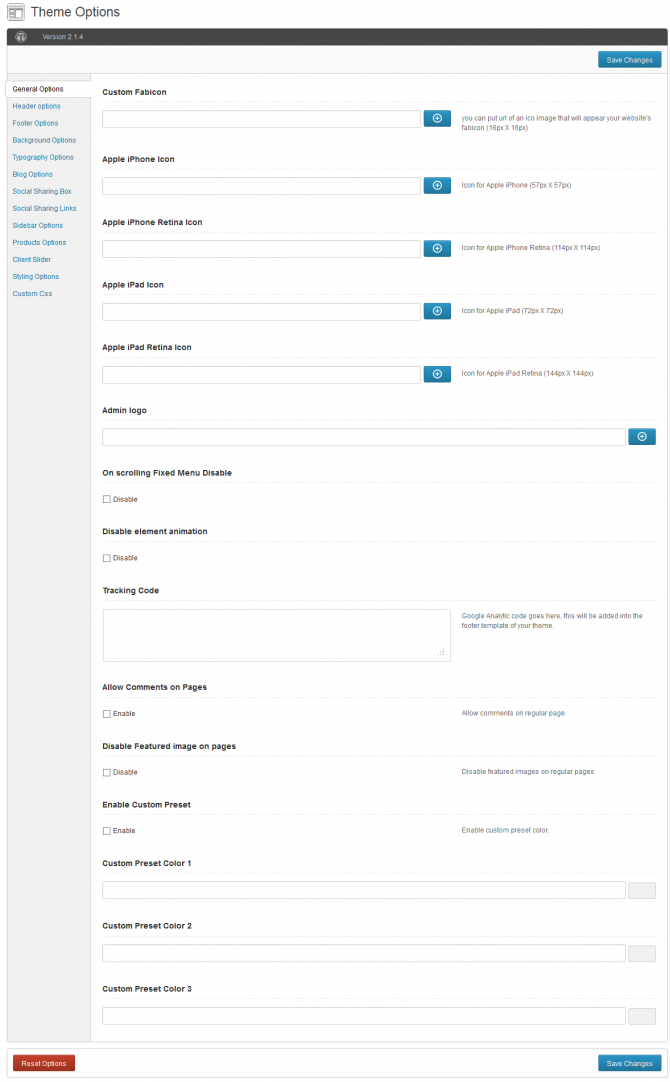 Theme Options
Version 2.1.4
Save Changes
General Options
Header options
Footer Options
Background Options
Typography Options
Blog Options
Social Sharing Box
Social Sharing Links
Sidebar Options
Products Options
Client Slider
Styling Options
Custom Css
Custom Fabicon
you can put url of an ico image that will appear your website's
fabicon (16px X 16px)
Apple iPhone Icon
Icon for Apple iPhone (57px X 57px)
Apple iPhone Retina Icon
Icon for Apple iPhone Retina (114px X 114px)
Apple iPad Icon
Icon for Apple iPad (72px X 72px)
Apple iPad Retina Icon
Icon for Apple iPad Retina (144px X 144px)
Admin logo
On scrolling Fixed Menu Disable
Disable
Disable element animation
Disable
Tracking Code
Google Analytic code goes here, this will be added into the
footer template of your theme.
Allow Comments on Pages
Enable
Allow comments on regular page.
Disable Featured image on pages
Disable
Disable featured images on regular pages
Enable Custom Preset
Enable
Enable custom preset color.
Custom Preset Color 1
Custom Preset Color 2
Custom Preset Color 3
Reset Options
Save Changes